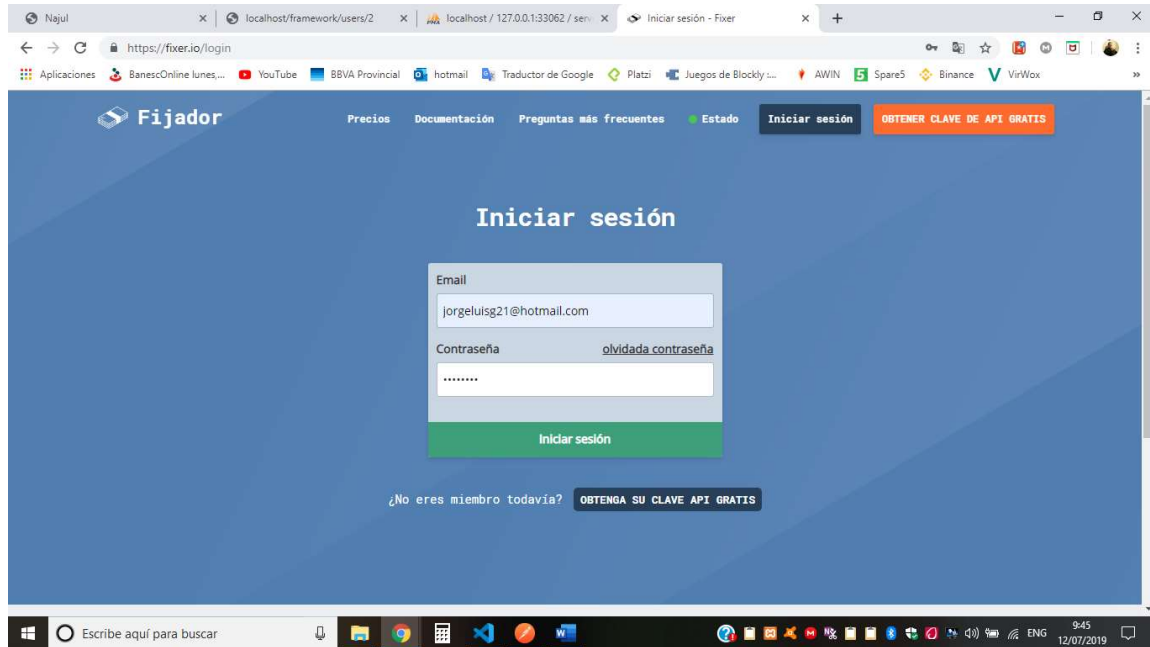 Najul
localhost/framework/users/2
localhost / 127.0.0.1:33062 / serv
Iniciar sesión - Fixer
https://fixer.io/login
Aplicaciones
BanescOnline lunes,...
YouTube
BBVA Provincial
hotmail
Traductor de Google
Platzi
Juegos de Blockly :...
AWIN
Spare5
Binance
VirWox
Fijador
Precios
Documentación
Preguntas más frecuentes
Estado
Iniciar sesión
OBTENER CLAVE DE API GRATIS
Iniciar sesión
Email
jorgeluisg21@hotmail.com
Contraseña
olvidada contraseña
Iniciar sesión
¿No eres miembro todavía?
OBTENGA SU CLAVE API GRATIS
Escribe aquí para buscar
ENG
9:45
12/07/2019